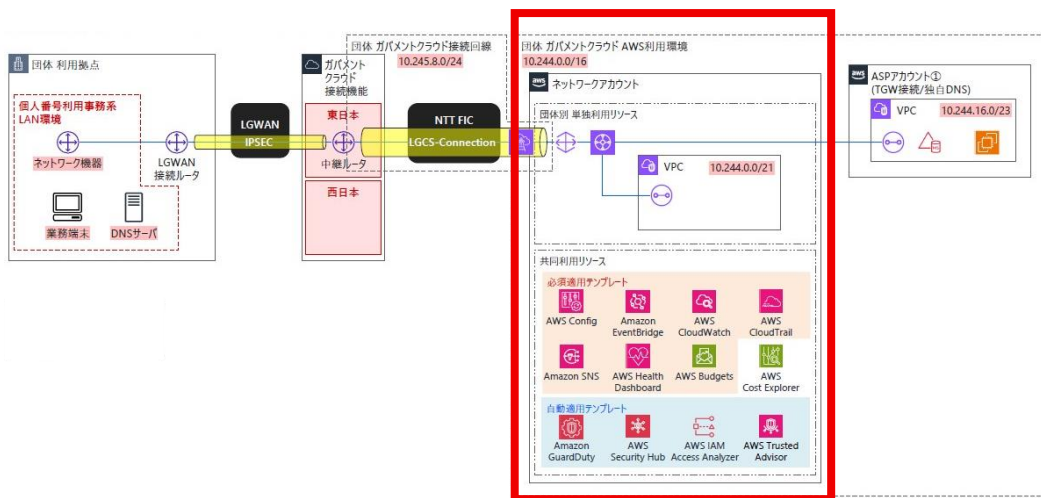 団体 利用拠点
個人番号利用事務系
LAN環境
ネットワーク機器
LGWAN
接続ルータ
業務端末
DNSサーバ
LGWAN
IPSEC
ガバメント
クラウド
接続機能
東日本
中継ルータ
西日本
団体 ガバメントクラウド接続回線
10.245.8.0/24
NTT FIC
LGCS-Connection
団体 ガバメントクラウド AWS利用環境
10.244.0.0/16
aws
ネットワークアカウント
団体別 単独利用リソース
VPC
10.244.0.0/21
共同利用リソース
必須適用テンプレート
AWS Config
Amazon
EventBridge
AWS
CloudWatch
AWS
CloudTrail
Amazon SNS
AWS Health
Dashboard
AWS Budgets
AWS
Cost Explorer
自動適用テンプレート
Amazon
GuardDuty
AWS
Security Hub
AWS IAM
Access Analyzer
AWS Trusted
Advisor
aws
ASPアカウント①
(TGW接続/独自DNS)
VPC
10.244.16.0/23